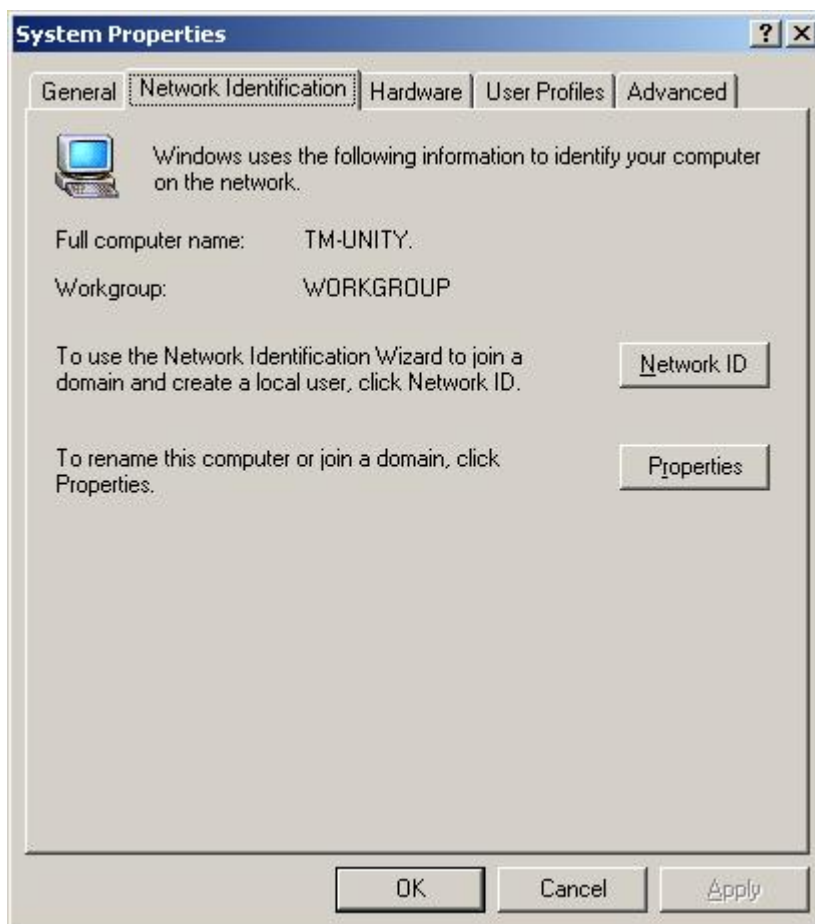 System Properties
General Network Identification Hardware User Profiles Advanced
Windows uses the following information to identify your computer
on the network.
Full computer name: TM-UNITY.
Workgroup: WORKGROUP
To use the Network Identification Wizard to join a
domain and create a local user, click Network ID.
Network ID
To rename this computer or join a domain, click
Properties.
Properties
OK Cancel Apply